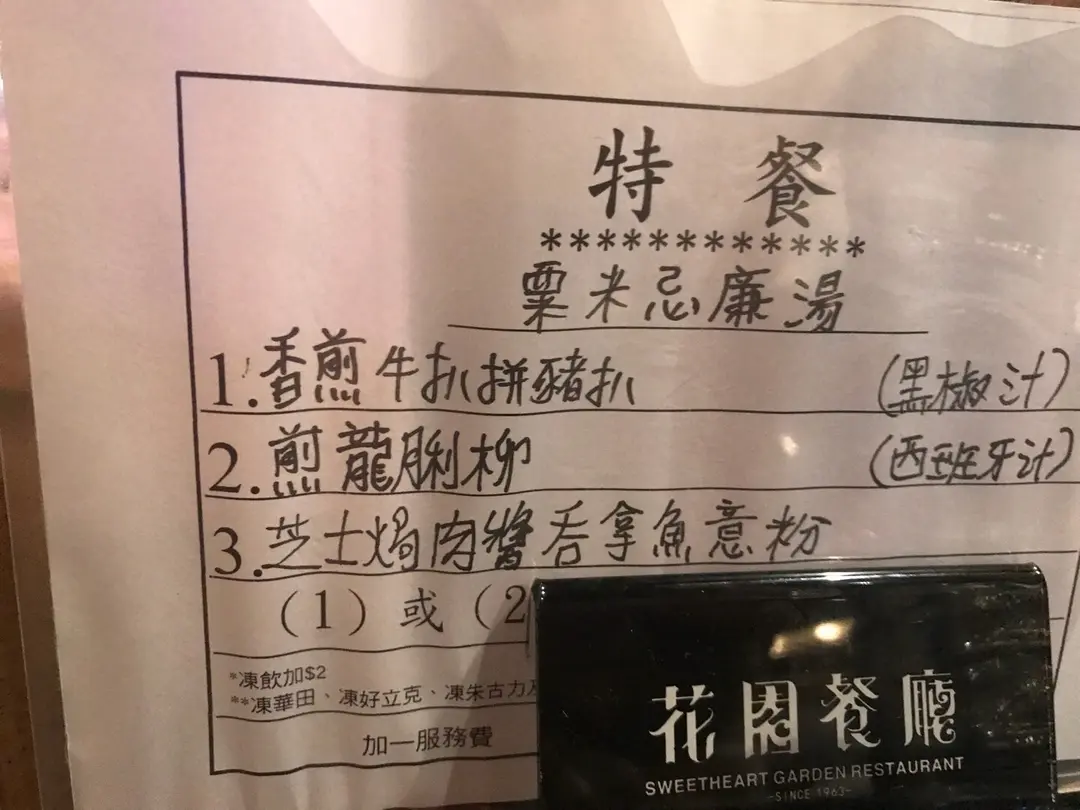 特 餐
************
粟米忌廉湯
1. 香煎牛扒拼豬扒 (黑椒汁)
2. 煎龍脷柳 (西班牙汁)
3. 芝士焗肉醬吞拿魚意粉
(1) 或 (2
*凍飲加$2
**凍華田、凍好立克、凍朱古力及
加一服務費
花園餐廳
SWEETHEART GARDEN RESTAURANT
-SINCE 1963-